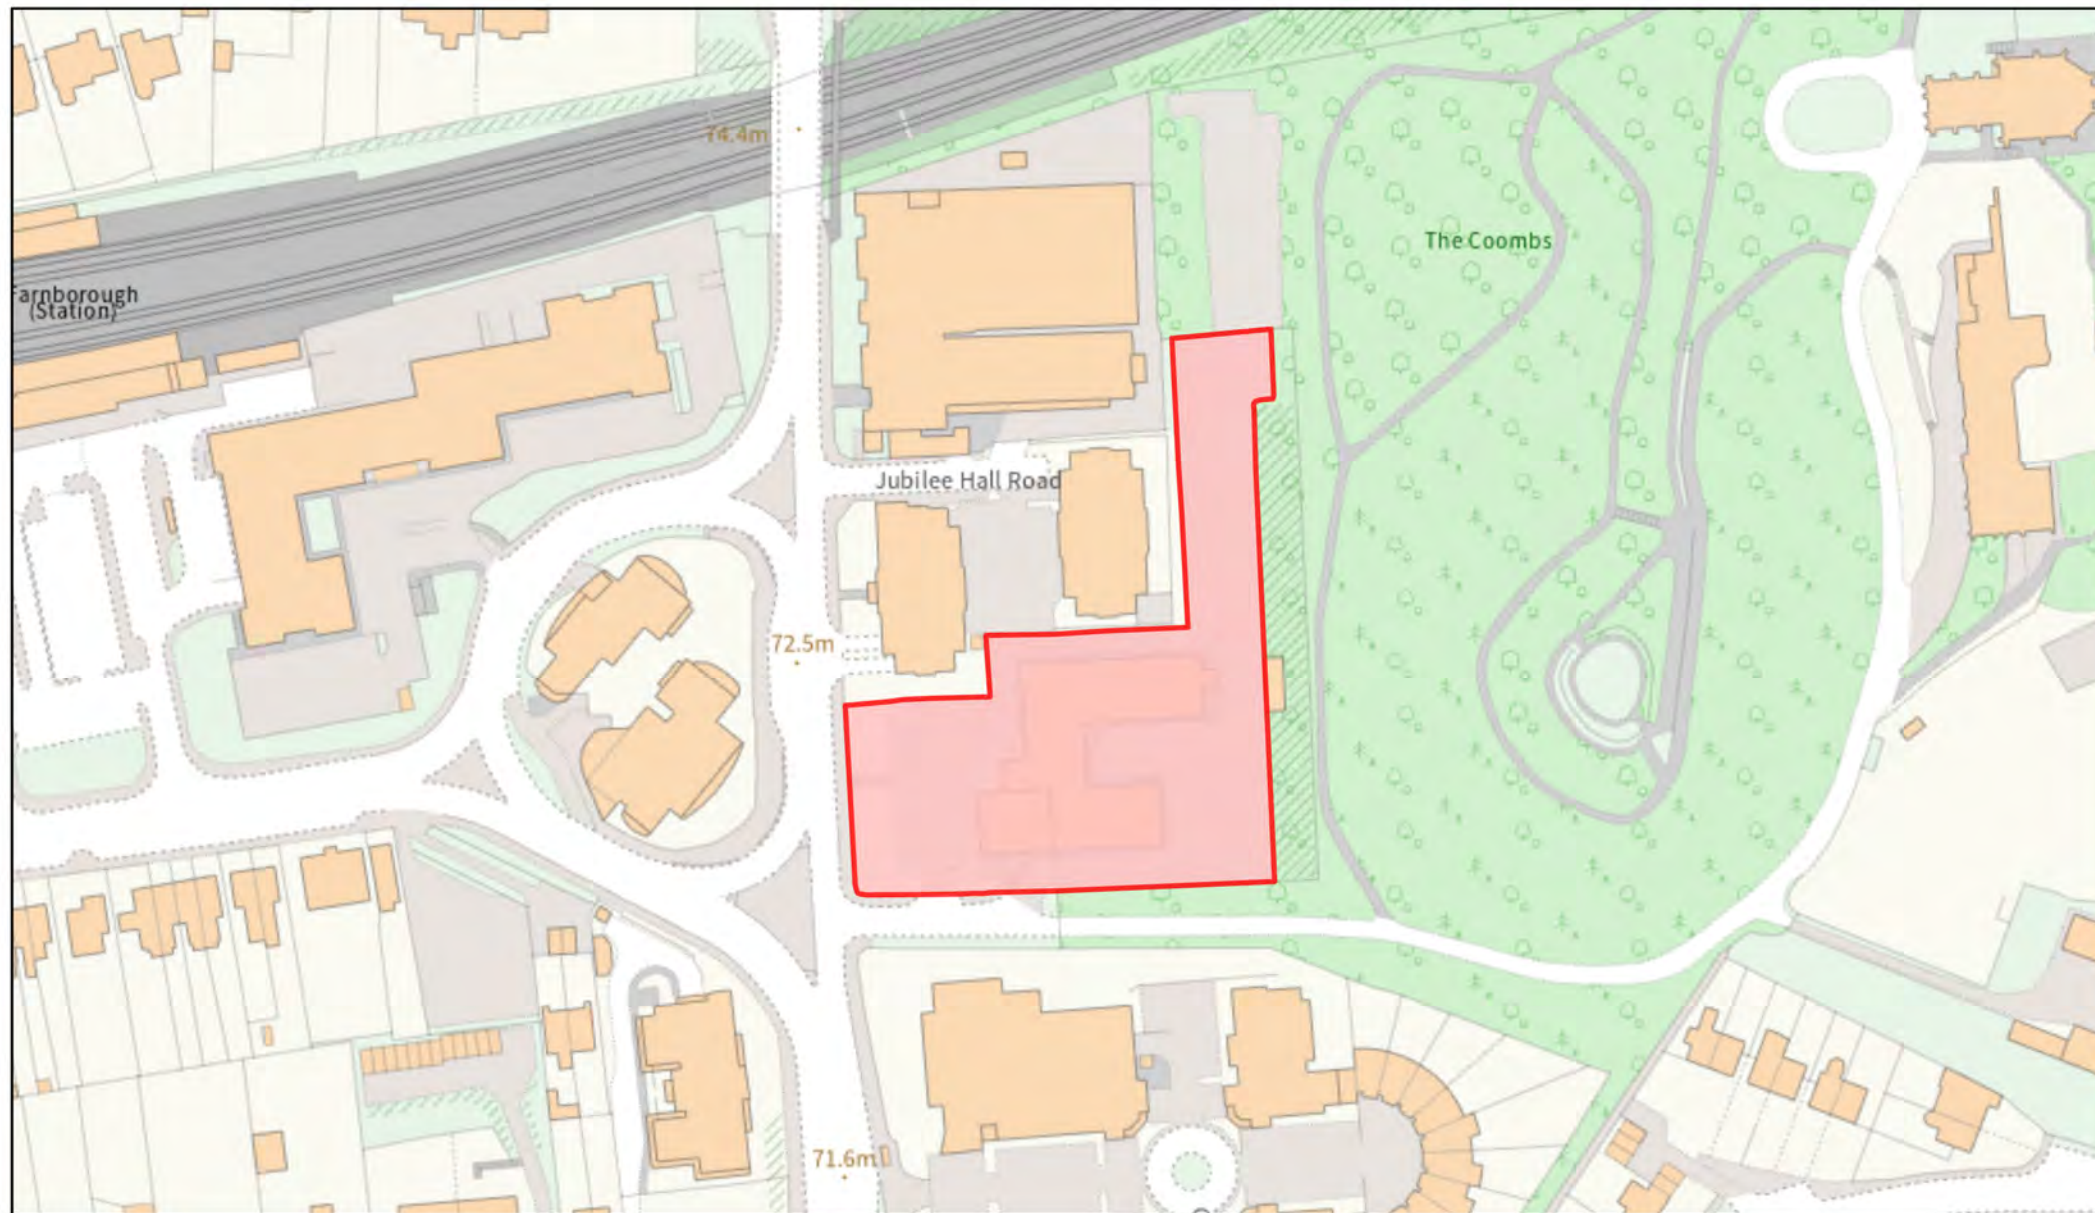 74.4m
The Coombs
Farnborough
(Station)
Jubilee Hall Road
72.5m
71.6m